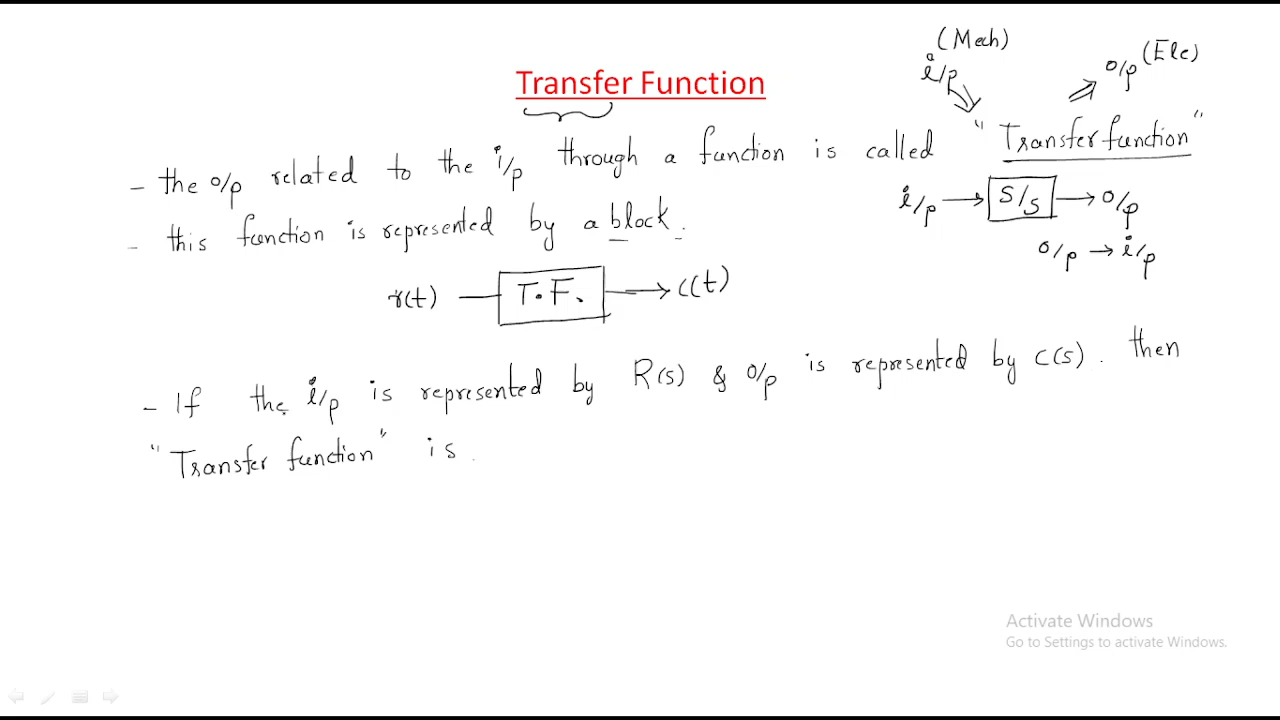 (Mech)
i/p
o/p (Elc)
Transfer Function
- the o/p related to the i/p through a function is called "Transfer function"
i/p → S/s → o/p
- this function is represented by a block.
o/p → i/p
r(t) — T.F. → c(t)
- If the i/p is represented by R(s) & o/p is represented by C(s). then
"Transfer function" is
Activate Windows
Go to Settings to activate Windows.